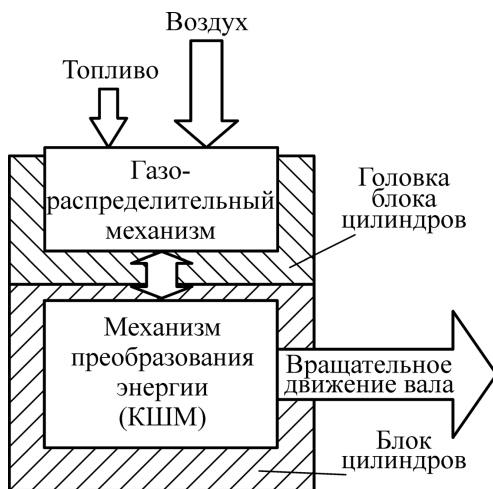 Воздух
Топливо
Газо-
распределительный
механизм
Головка
блока
цилиндров
Механизм
преобразования
энергии
(КШМ)
Вращательное
движение вала
Блок
цилиндров